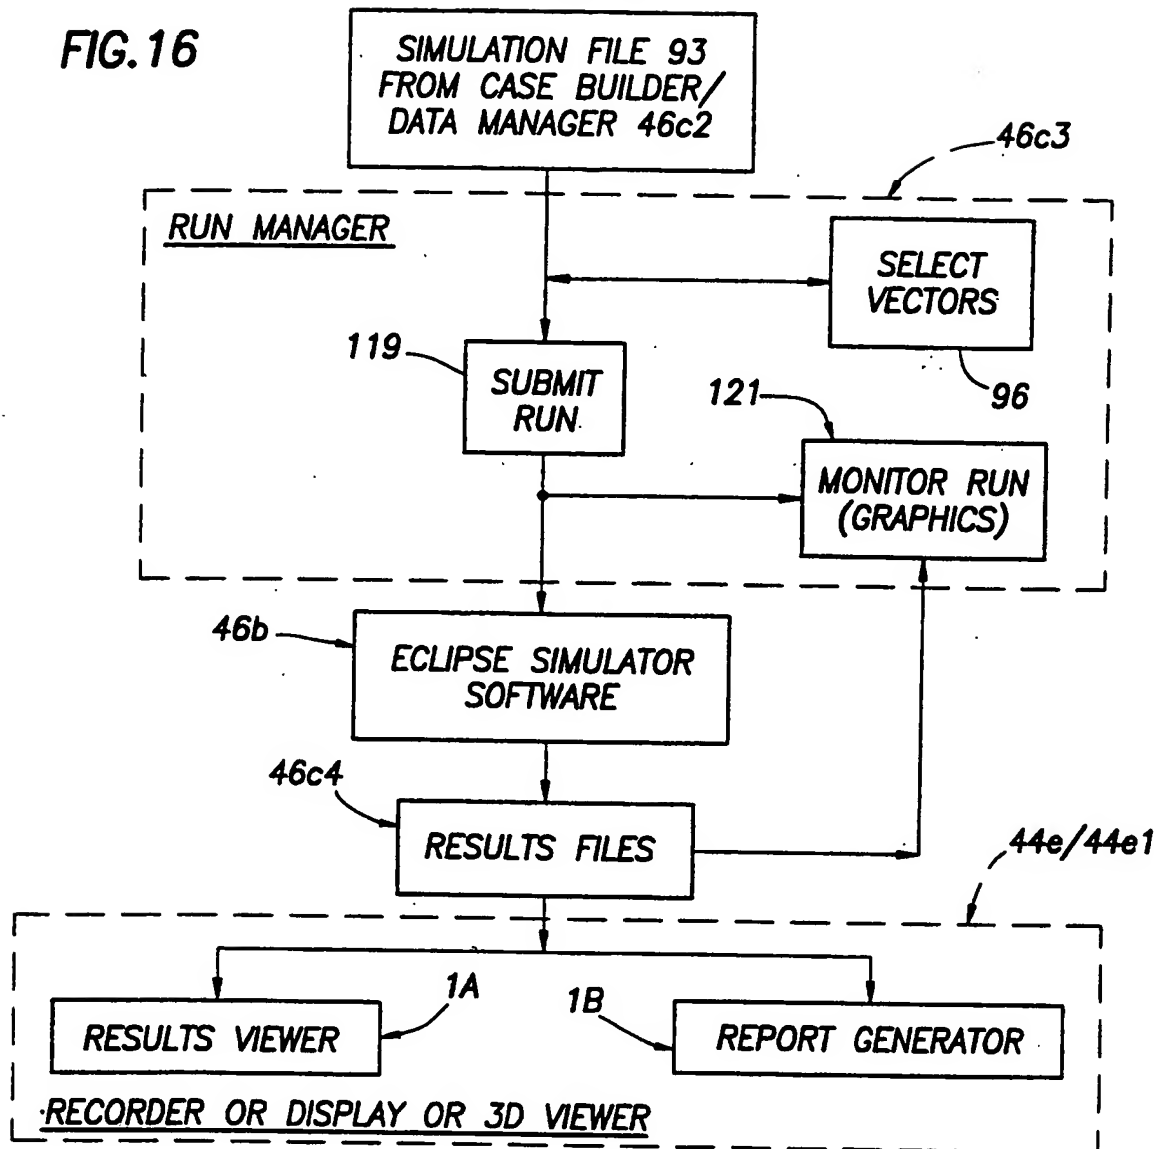 FIG.16
SIMULATION FILE 93
FROM CASE BUILDER/
DATA MANAGER 46c2
46c3
RUN MANAGER
SELECT
VECTORS
96
119
SUBMIT
RUN
121
MONITOR RUN
(GRAPHICS)
46b
ECLIPSE SIMULATOR
SOFTWARE
46c4
RESULTS FILES
44e/44e1
1A
RESULTS VIEWER
1B
REPORT GENERATOR
RECORDER OR DISPLAY OR 3D VIEWER